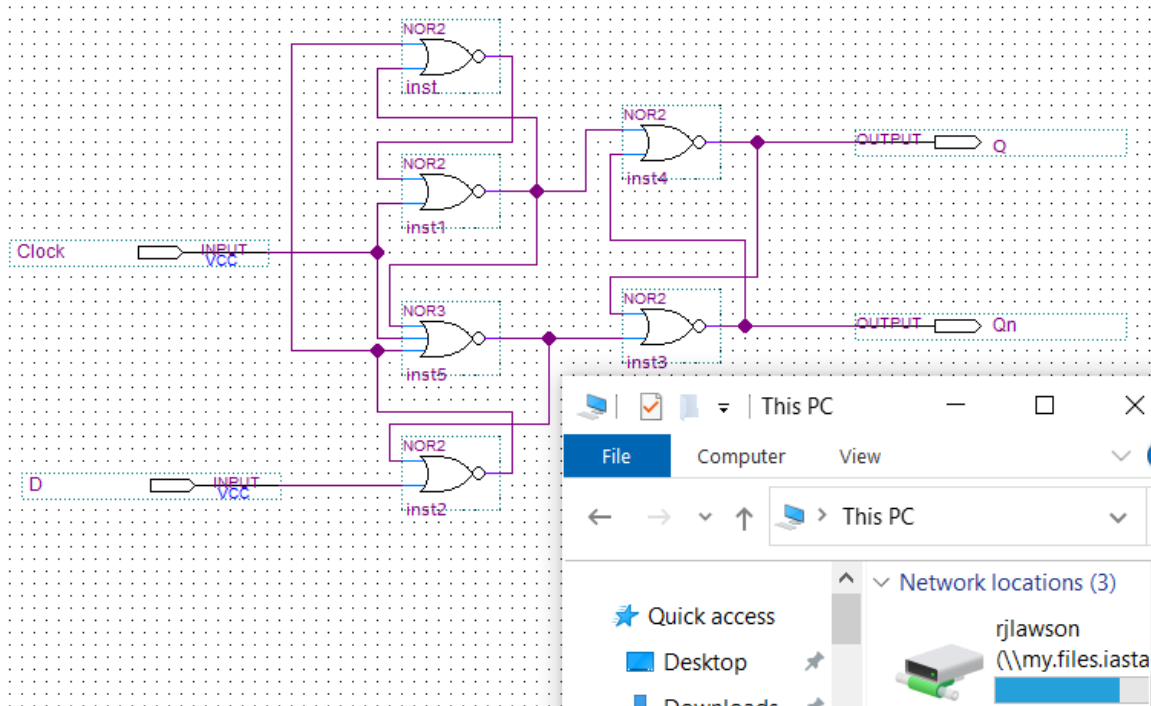 NOR2
inst
NOR2
inst1
NOR2
inst4
OUTPUT
Q
Clock
INPUT
VCC
NOR3
inst5
NOR2
inst3
OUTPUT
Qn
NOR2
inst2
D
INPUT
VCC
This PC
File
Computer
View
This PC
Quick access
Desktop
Downloads
Network locations (3)
rjlawson
(\\my.files.iasta